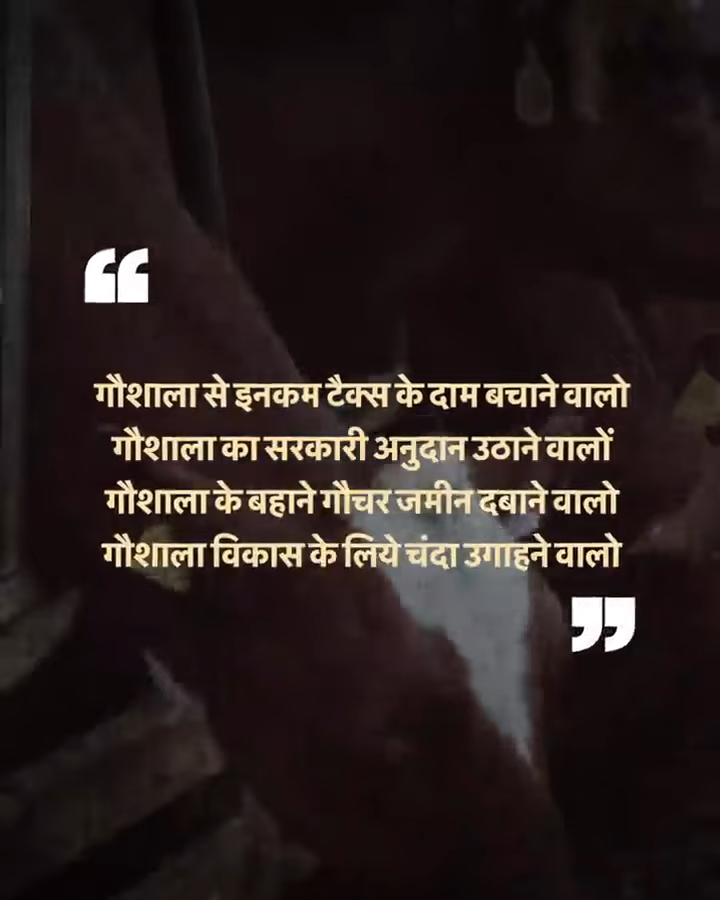 “
गौशाला से इनकम टैक्स के दाम बचाने वालो
गौशाला का सरकारी अनुदान उठाने वालों
गौशाला के बहाने गौचर जमीन दबाने वालो
गौशाला विकास के लिये चंदा उगाहने वालो
”